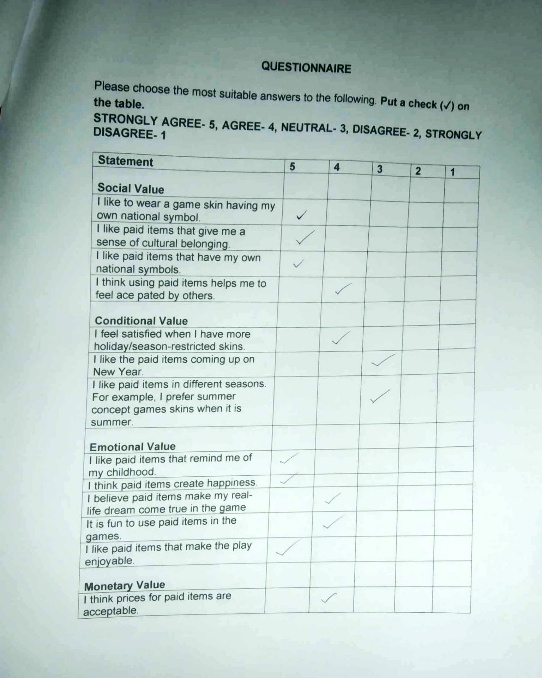 QUESTIONNAIRE
Please choose the most suitable answers to the following. Put a check (✓) on
the table.
STRONGLY AGREE- 5, AGREE- 4, NEUTRAL- 3, DISAGREE- 2, STRONGLY
DISAGREE- 1
Statement 5 4 3 2 1
Social Value
I like to wear a game skin having my
own national symbol. ✓
I like paid items that give me a
sense of cultural belonging. ✓
I like paid items that have my own
national symbols. ✓
I think using paid items helps me to
feel ace pated by others. ✓
Conditional Value
I feel satisfied when I have more
holiday/season-restricted skins. ✓
I like the paid items coming up on
New Year. ✓
I like paid items in different seasons.
For example, I prefer summer
concept games skins when it is
summer. ✓
Emotional Value
I like paid items that remind me of
my childhood. ✓
I think paid items create happiness. ✓
I believe paid items make my real-
life dream come true in the game ✓
It is fun to use paid items in the
games. ✓
I like paid items that make the play
enjoyable. ✓
Monetary Value
I think prices for paid items are
acceptable. ✓